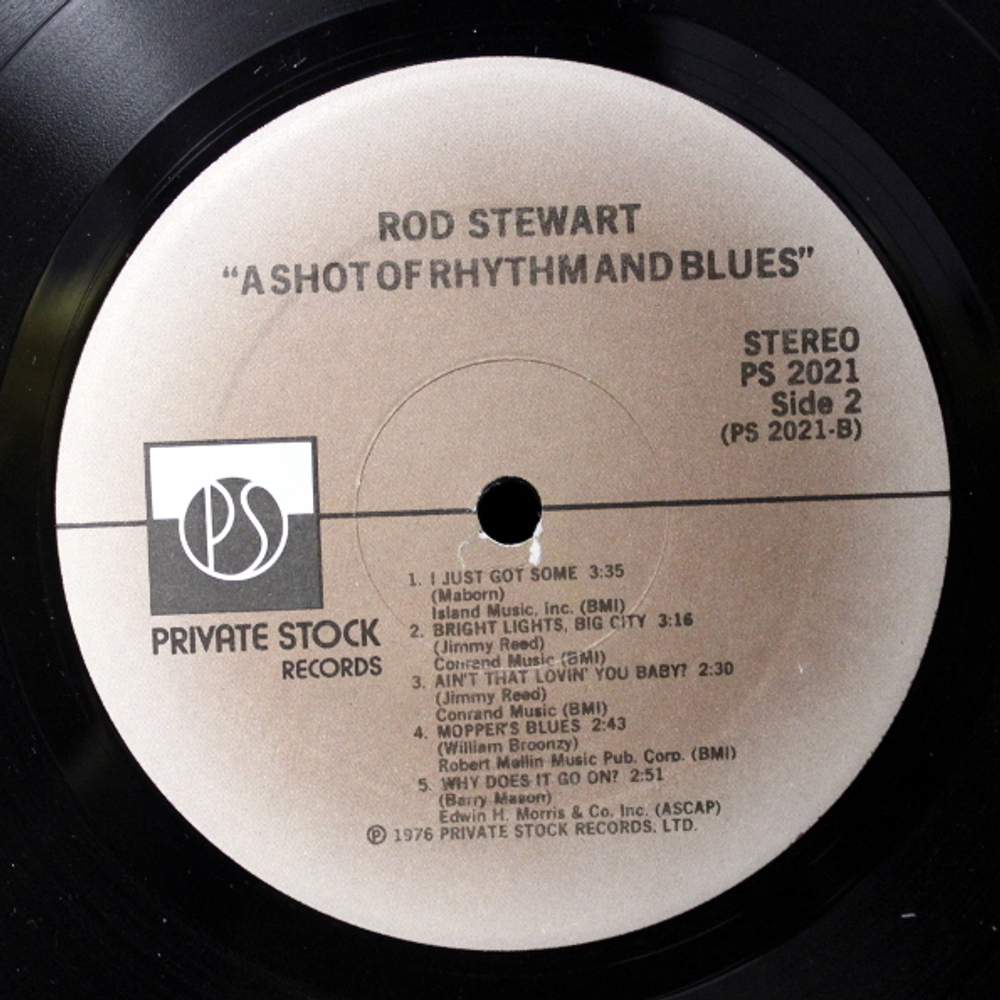 ROD STEWART
“A SHOT OF RHYTHM AND BLUES”
STEREO
PS 2021
Side 2
(PS 2021-B)
PS
PRIVATE STOCK
RECORDS
1. I JUST GOT SOME 3:35
(Maborn)
Island Music, Inc. (BMI)
2. BRIGHT LIGHTS, BIG CITY 3:16
(Jimmy Reed)
Conrand Music (BMI)
3. AIN'T THAT LOVIN' YOU BABY? 2:30
(Jimmy Reed)
Conrand Music (BMI)
4. MOPPER'S BLUES 2:43
(William Broonzy)
Robert Mellin Music Pub. Corp. (BMI)
5. WHY DOES IT GO ON? 2:51
(Barry Mason)
Edwin H. Morris & Co. Inc. (ASCAP)
Ⓟ 1976 PRIVATE STOCK RECORDS, LTD.